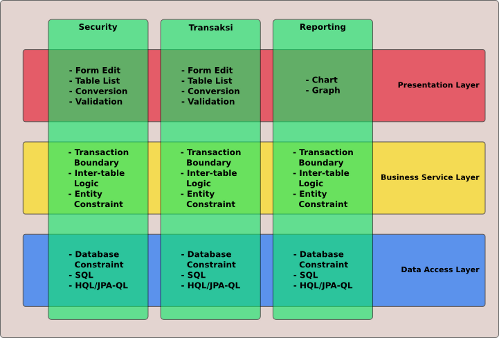 Security
Transaksi
Reporting
- Form Edit
- Table List
- Conversion
- Validation
- Form Edit
- Table List
- Conversion
- Validation
- Chart
- Graph
Presentation Layer
- Transaction
Boundary
- Inter-table
Logic
- Entity
Constraint
- Transaction
Boundary
- Inter-table
Logic
- Entity
Constraint
- Transaction
Boundary
- Inter-table
Logic
- Entity
Constraint
Business Service Layer
- Database
Constraint
- SQL
- HQL/JPA-QL
- Database
Constraint
- SQL
- HQL/JPA-QL
- Database
Constraint
- SQL
- HQL/JPA-QL
Data Access Layer